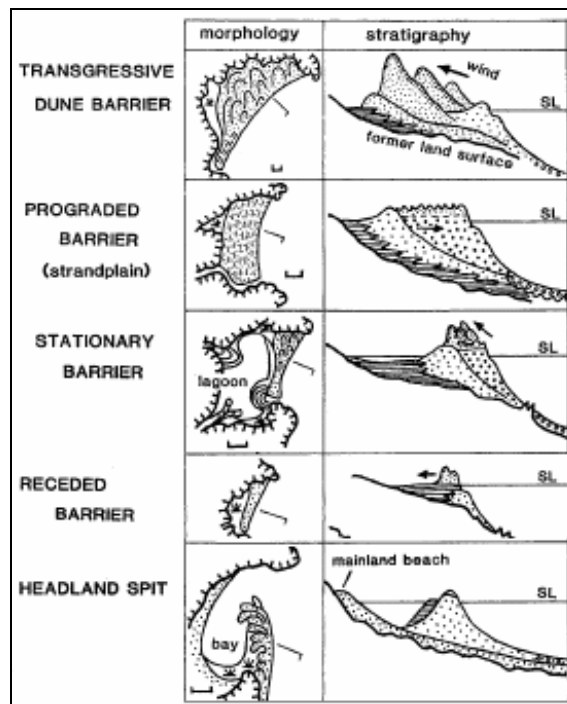 morphology
stratigraphy
TRANSGRESSIVE
DUNE BARRIER
wind
SL
former land surface
PROGRADED
BARRIER
(strandplain)
SL
STATIONARY
BARRIER
lagoon
SL
RECEDED
BARRIER
SL
HEADLAND SPIT
bay
mainland beach
SL